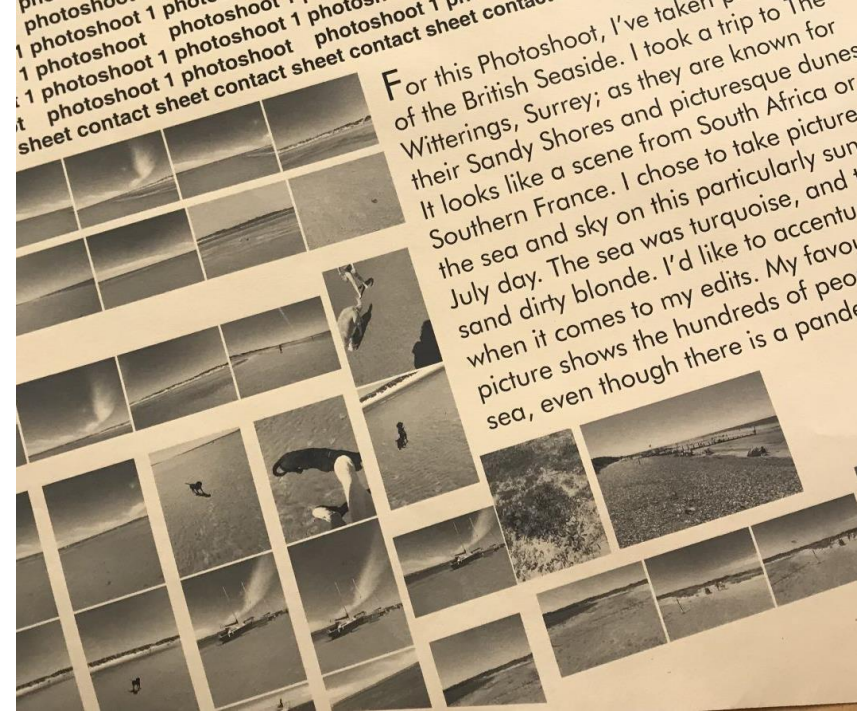 photoshoot 1
1 photoshoot 1 photoshoot
1 photoshoot photoshoot 1
1 photoshoot 1 photoshoot 1 photoshoot
photoshoot 1 photoshoot photoshoot 1
sheet contact sheet contact sheet contact sheet contact sheet
For this Photoshoot, I've taken
of the British Seaside. I took a trip to The
Witterings, Surrey; as they are known for
their Sandy Shores and picturesque dunes
It looks like a scene from South Africa or
Southern France. I chose to take picture
the sea and sky on this particularly sun
July day. The sea was turquoise, and
sand dirty blonde. I'd like to accentu
when it comes to my edits. My favou
picture shows the hundreds of peo
sea, even though there is a pande